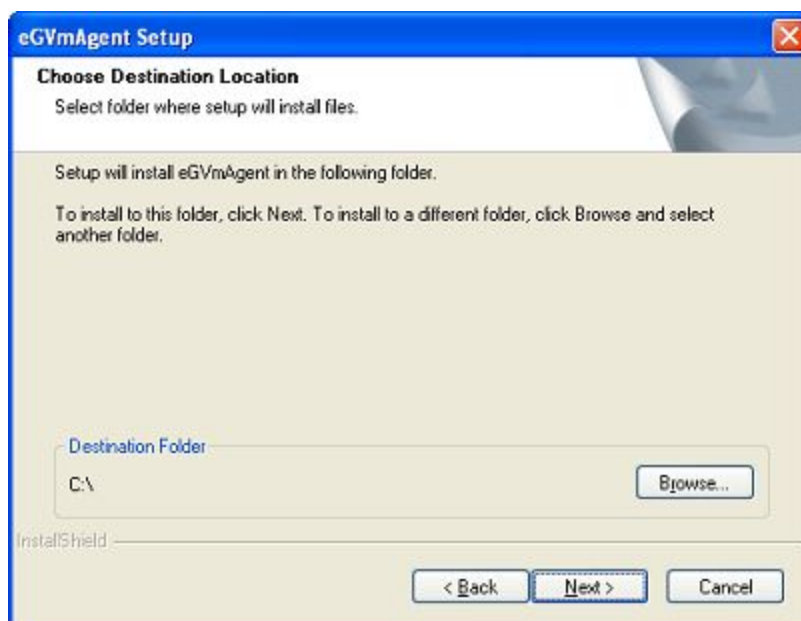 eGVmAgent Setup
Choose Destination Location
Select folder where setup will install files.
Setup will install eGVmAgent in the following folder.
To install to this folder, click Next. To install to a different folder, click Browse and select
another folder.
Destination Folder
C:\
Browse...
InstallShield
< Back
Next >
Cancel